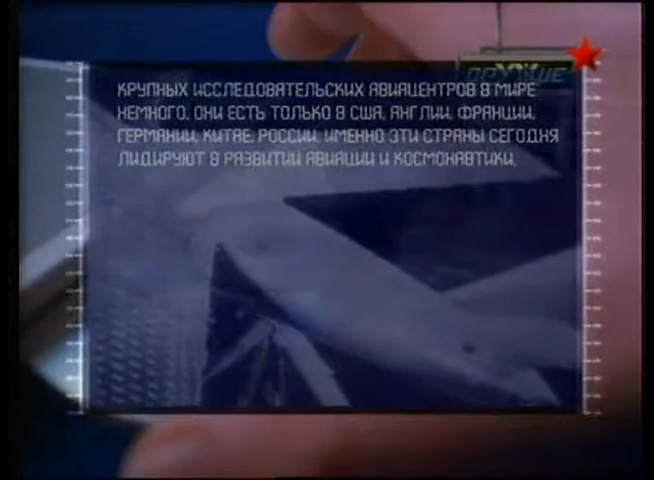 КРУПНЫХ ИССЛЕДОВАТЕЛЬСКИХ АВИАЦЕНТРОВ В МИРЕ
НЕМНОГО. ОНИ ЕСТЬ ТОЛЬКО В США, АНГЛИИ, ФРАНЦИИ,
ГЕРМАНИИ, КИТАЕ, РОССИИ. ИМЕННО ЭТИ СТРАНЫ СЕГОДНЯ
ЛИДИРУЮТ В РАЗВИТИИ АВИАЦИИ И КОСМОНАВТИКИ.